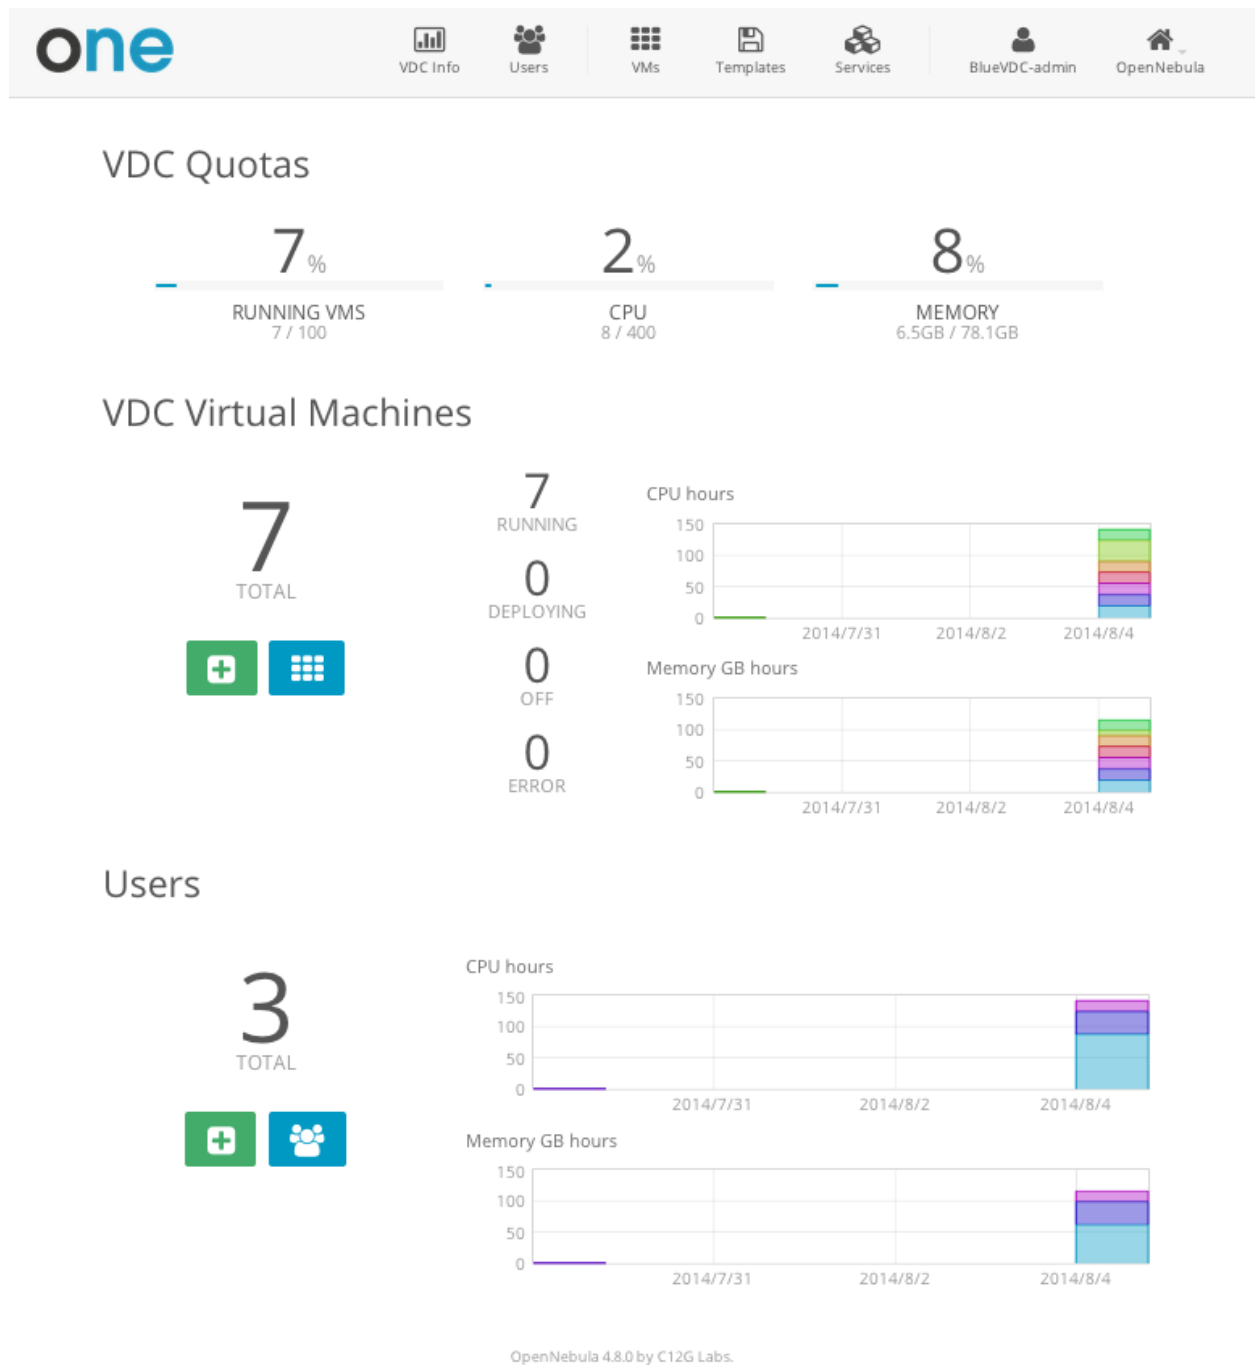 one
VDC Info Users VMs Templates Services BlueVDC-admin OpenNebula
VDC Quotas
7%
RUNNING VMS
7 / 100
2%
CPU
8 / 400
8%
MEMORY
6.5GB / 78.1GB
VDC Virtual Machines
7
TOTAL
7
RUNNING
0
DEPLOYING
0
OFF
0
ERROR
CPU hours
150
100
50
0
2014/7/31 2014/8/2 2014/8/4
Memory GB hours
150
100
50
0
2014/7/31 2014/8/2 2014/8/4
Users
3
TOTAL
CPU hours
150
100
50
0
2014/7/31 2014/8/2 2014/8/4
Memory GB hours
150
100
50
0
2014/7/31 2014/8/2 2014/8/4
OpenNebula 4.8.0 by C12G Labs.